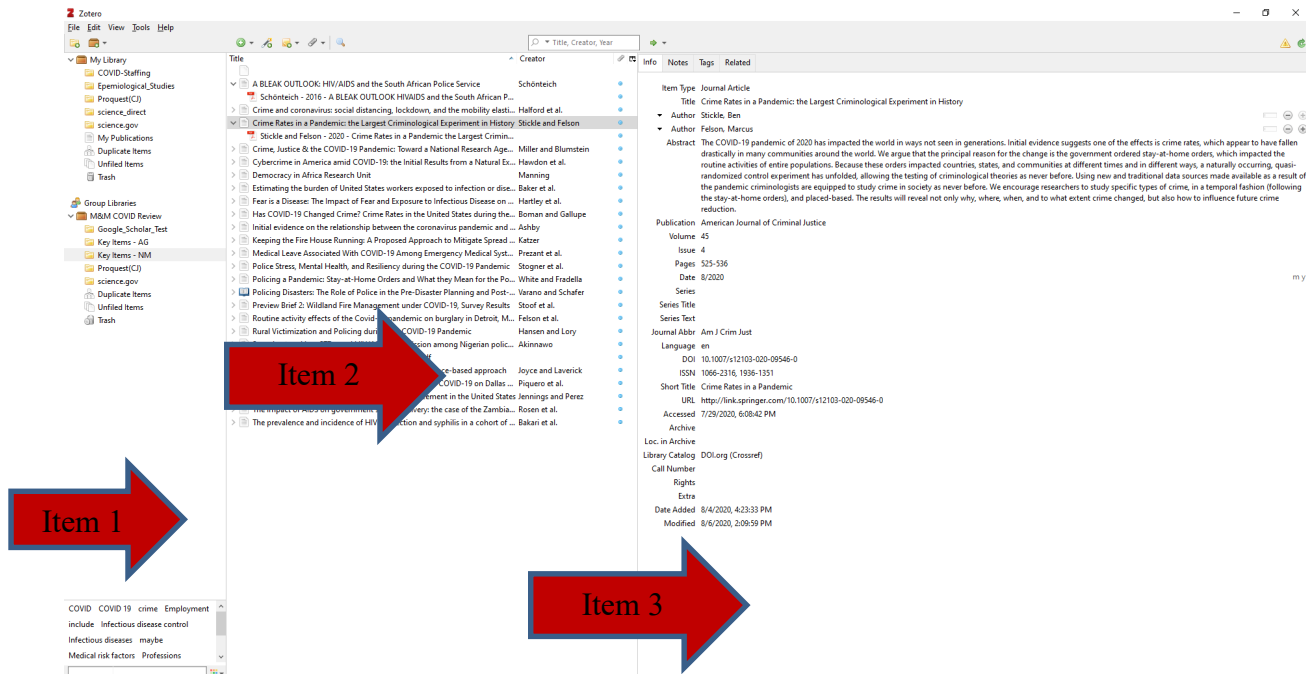 Zotero
File Edit View Tools Help
Title, Creator, Year
My Library
COVID-Staffing
Epemiological_Studies
Proquest(CJ)
science_direct
science.gov
My Publications
Duplicate Items
Unfiled Items
Trash
Group Libraries
M&M COVID Review
Google_Scholar_Test
Key Items - AG
Key Items - NM
Proquest(CJ)
science.gov
Duplicate Items
Unfiled Items
Trash
Item 1
COVID COVID 19 crime Employment
include Infectious disease control
Infectious diseases maybe
Medical risk factors Professions
Title Creator
A BLEAK OUTLOOK: HIV/AIDS and the South African Police Service Schönteich
Schönteich - 2016 - A BLEAK OUTLOOK HIVAIDS and the South African P...
Crime and coronavirus: social distancing, lockdown, and the mobility elasti... Halford et al.
Crime Rates in a Pandemic: the Largest Criminological Experiment in History Stickle and Felson
Stickle and Felson - 2020 - Crime Rates in a Pandemic the Largest Crimin...
Crime, Justice & the COVID-19 Pandemic: Toward a National Research Age... Miller and Blumstein
Cybercrime in America amid COVID-19: the Initial Results from a Natural Ex... Hawdon et al.
Democracy in Africa Research Unit Manning
Estimating the burden of United States workers exposed to infection or dise... Baker et al.
Fear is a Disease: The Impact of Fear and Exposure to Infectious Disease on ... Hartley et al.
Has COVID-19 Changed Crime? Crime Rates in the United States during the... Boman and Gallupe
Initial evidence on the relationship between the coronavirus pandemic and ... Ashby
Keeping the Fire House Running: A Proposed Approach to Mitigate Spread ... Katzer
Medical Leave Associated With COVID-19 Among Emergency Medical Syst... Prezant et al.
Police Stress, Mental Health, and Resiliency during the COVID-19 Pandemic Stogner et al.
Policing a Pandemic: Stay-at-Home Orders and What they Mean for the Po... White and Fradella
Policing Disasters: The Role of Police in the Pre-Disaster Planning and Post-... Varano and Schafer
Preview Brief 2: Wildland Fire Management under COVID-19, Survey Results Stoof et al.
Routine activity effects of the Covid- andemic on burglary in Detroit, M... Felson et al.
Rural Victimization and Policing duri COVID-19 Pandemic Hansen and Lory
ssion among Nigerian polic... Akinnawo
Item 2
ce-based approach Joyce and Laverick
COVID-19 on Dallas ... Piquero et al.
ement in the United States Jennings and Perez
The impact of AIDS on government very: the case of the Zambia... Rosen et al.
The prevalence and incidence of HIV ction and syphilis in a cohort of ... Bakari et al.
Info Notes Tags Related
Item Type Journal Article
Title Crime Rates in a Pandemic: the Largest Criminological Experiment in History
Author Stickle, Ben
Author Felson, Marcus
Abstract The COVID-19 pandemic of 2020 has impacted the world in ways not seen in generations. Initial evidence suggests one of the effects is crime rates, which appear to have fallen
drastically in many communities around the world. We argue that the principal reason for the change is the government ordered stay-at-home orders, which impacted the
routine activities of entire populations. Because these orders impacted countries, states, and communities at different times and in different ways, a naturally occurring, quasi-
randomized control experiment has unfolded, allowing the testing of criminological theories as never before. Using new and traditional data sources made available as a result of
the pandemic criminologists are equipped to study crime in society as never before. We encourage researchers to study specific types of crime, in a temporal fashion (following
the stay-at-home orders), and placed-based. The results will reveal not only why, where, when, and to what extent crime changed, but also how to influence future crime
reduction.
Publication American Journal of Criminal Justice
Volume 45
Issue 4
Pages 525-536
Date 8/2020 m y
Series
Series Title
Series Text
Journal Abbr Am J Crim Just
Language en
DOI 10.1007/s12103-020-09546-0
ISSN 1066-2316, 1936-1351
Short Title Crime Rates in a Pandemic
URL http://link.springer.com/10.1007/s12103-020-09546-0
Accessed 7/29/2020, 6:08:42 PM
Archive
Loc. in Archive
Library Catalog DOI.org (Crossref)
Call Number
Rights
Extra
Date Added 8/4/2020, 4:23:33 PM
Modified 8/6/2020, 2:09:59 PM
Item 3